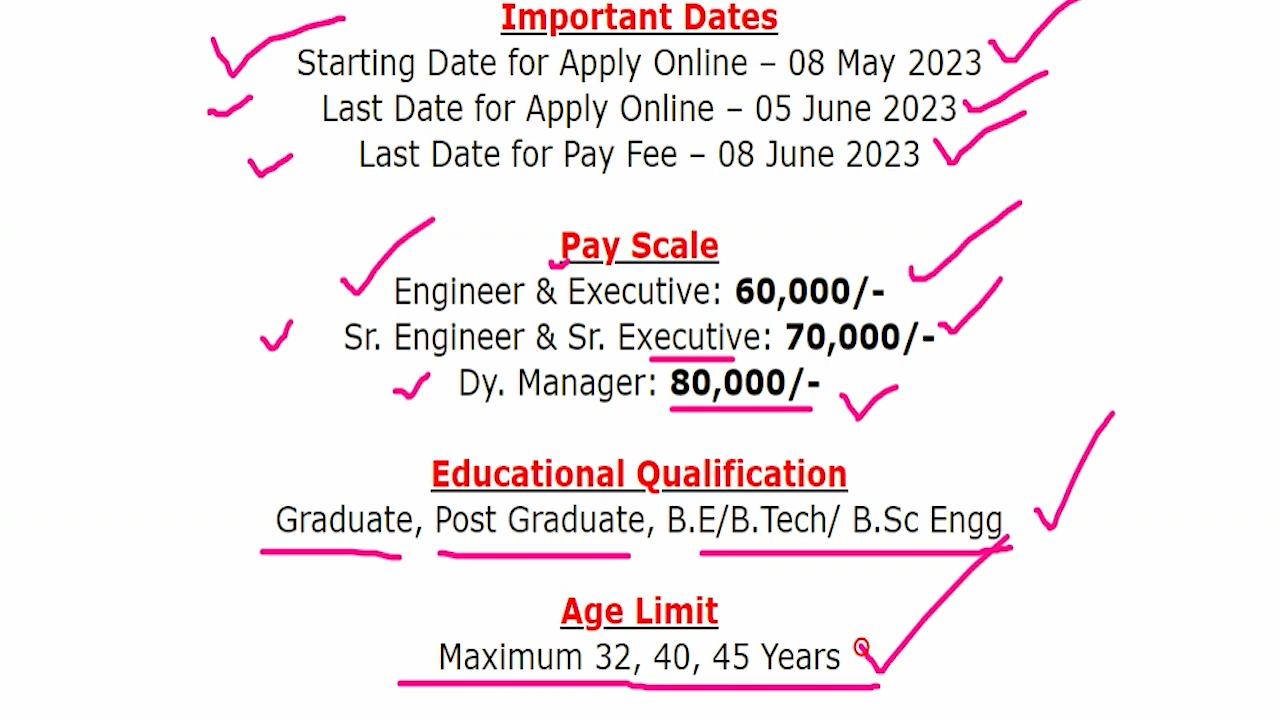 Important Dates
Starting Date for Apply Online – 08 May 2023
Last Date for Apply Online – 05 June 2023
Last Date for Pay Fee – 08 June 2023
Pay Scale
Engineer & Executive: 60,000/-
Sr. Engineer & Sr. Executive: 70,000/-
Dy. Manager: 80,000/-
Educational Qualification
Graduate, Post Graduate, B.E/B.Tech/ B.Sc Engg
Age Limit
Maximum 32, 40, 45 Years